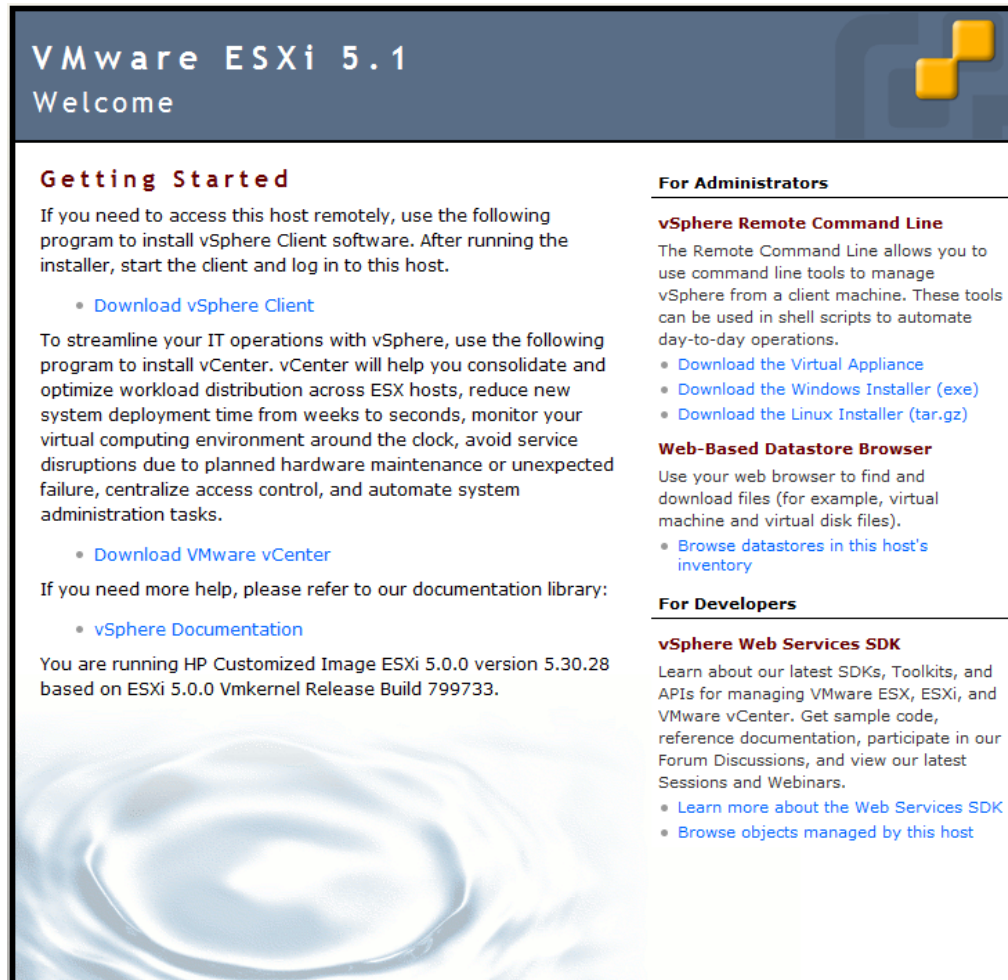 VMware ESXi 5.1
Welcome
Getting Started
If you need to access this host remotely, use the following
program to install vSphere Client software. After running the
installer, start the client and log in to this host.
Download vSphere Client
To streamline your IT operations with vSphere, use the following
program to install vCenter. vCenter will help you consolidate and
optimize workload distribution across ESX hosts, reduce new
system deployment time from weeks to seconds, monitor your
virtual computing environment around the clock, avoid service
disruptions due to planned hardware maintenance or unexpected
failure, centralize access control, and automate system
administration tasks.
Download VMware vCenter
If you need more help, please refer to our documentation library:
vSphere Documentation
You are running HP Customized Image ESXi 5.0.0 version 5.30.28
based on ESXi 5.0.0 Vmkernel Release Build 799733.
For Administrators
vSphere Remote Command Line
The Remote Command Line allows you to
use command line tools to manage
vSphere from a client machine. These tools
can be used in shell scripts to automate
day-to-day operations.
Download the Virtual Appliance
Download the Windows Installer (exe)
Download the Linux Installer (tar.gz)
Web-Based Datastore Browser
Use your web browser to find and
download files (for example, virtual
machine and virtual disk files).
Browse datastores in this host's
inventory
For Developers
vSphere Web Services SDK
Learn about our latest SDKs, Toolkits, and
APIs for managing VMware ESX, ESXi, and
VMware vCenter. Get sample code,
reference documentation, participate in our
Forum Discussions, and view our latest
Sessions and Webinars.
Learn more about the Web Services SDK
Browse objects managed by this host